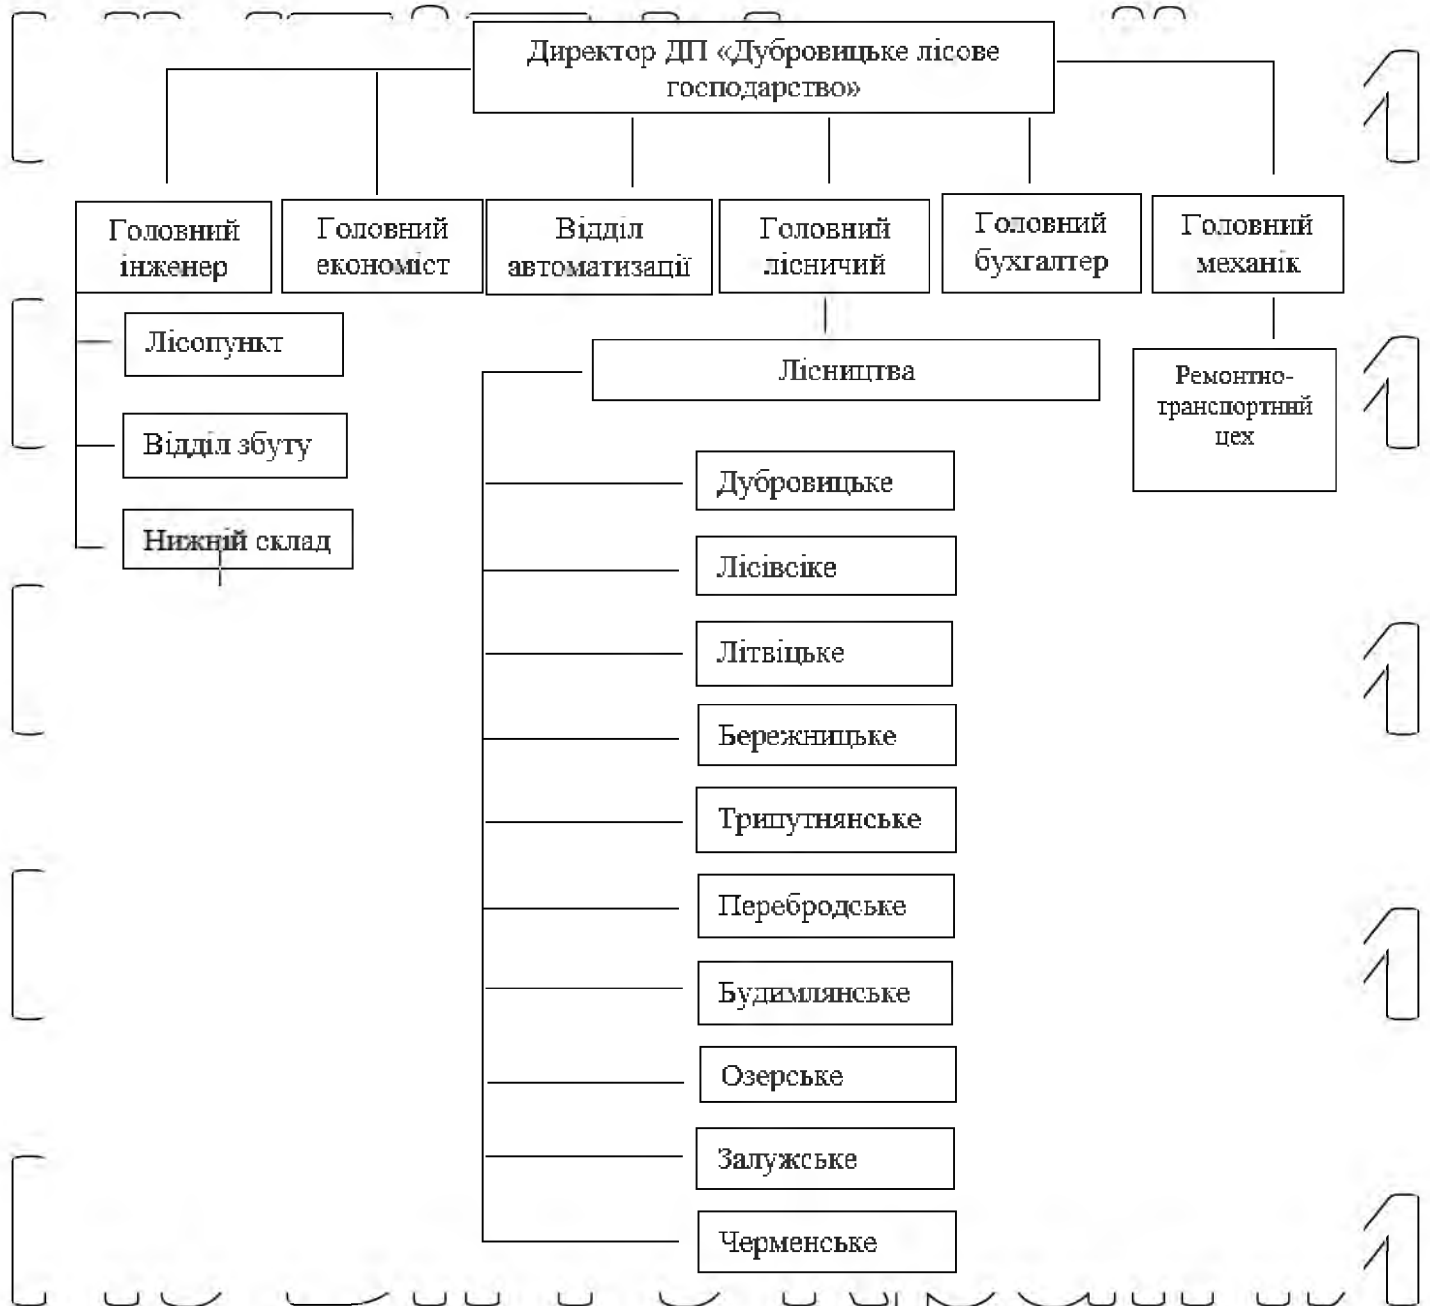 Директор ДП «Дубровицьке лісове
господарство»
Головний
інженер
Головний
економіст
Відділ
автоматизації
Головний
лісничий
Головний
бухгалтер
Головний
механік
Лісопункт
Відділ збуту
Нижній склад
Лісництва
Ремонтно-
транспортний
цех
Дубровицьке
Лісівсіке
Літвіцьке
Бережницьке
Трипутнянське
Перебродське
Будимлянське
Озерське
Залужське
Черменське